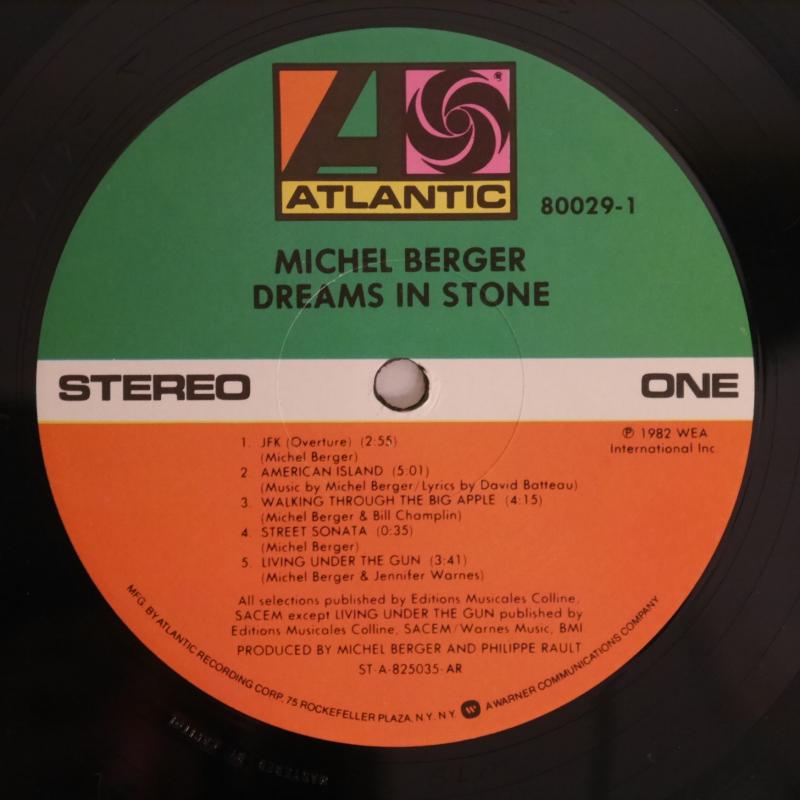 ATLANTIC
80029-1
MICHEL BERGER
DREAMS IN STONE
STEREO
ONE
℗ 1982 WEA
International Inc.
1. JFK (Overture) (2:55)
(Michel Berger)
2. AMERICAN ISLAND (5:01)
(Music by Michel Berger/Lyrics by David Batteau)
3. WALKING THROUGH THE BIG APPLE (4:15)
(Michel Berger & Bill Champlin)
4. STREET SONATA (0:35)
(Michel Berger)
5. LIVING UNDER THE GUN (3:41)
(Michel Berger & Jennifer Warnes)
All selections published by Editions Musicales Colline,
SACEM except LIVING UNDER THE GUN published by
Editions Musicales Colline, SACEM/Warnes Music, BMI
PRODUCED BY MICHEL BERGER AND PHILIPPE RAULT
ST-A-825035-AR
MFG. BY ATLANTIC RECORDING CORP. 75 ROCKEFELLER PLAZA, N.Y. N.Y. A WARNER COMMUNICATIONS COMPANY
MASTERED BY CAPITOL